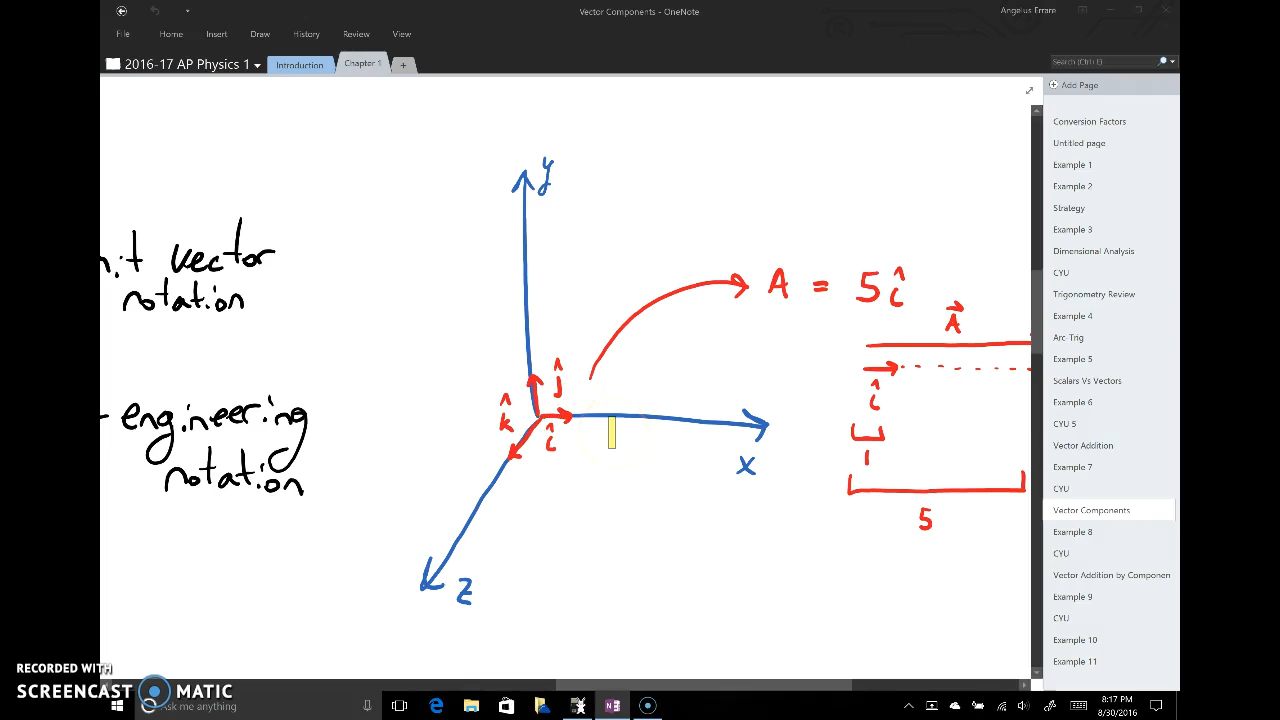 Vector Components - OneNote
Angelus Errare
File Home Insert Draw History Review View
2016-17 AP Physics 1
Introduction
Chapter 1
+
Search (Ctrl+E)
Add Page
Conversion Factors
Untitled page
Example 1
Example 2
Strategy
Example 3
Dimensional Analysis
CYU
Trigonometry Review
Example 4
Arc-Trig
Example 5
Scalars Vs Vectors
Example 6
CYU 5
Vector Addition
Example 7
CYU
Vector Components
Example 8
CYU
Vector Addition by Componen
Example 9
CYU
Example 10
Example 11
nit vector
notation
- engineering
notation
y
A = 5î
A⃗
ĵ
k̂
î
x
z
î
1
5
RECORDED WITH
SCREENCAST MATIC
Ask me anything
8:17 PM
8/30/2016